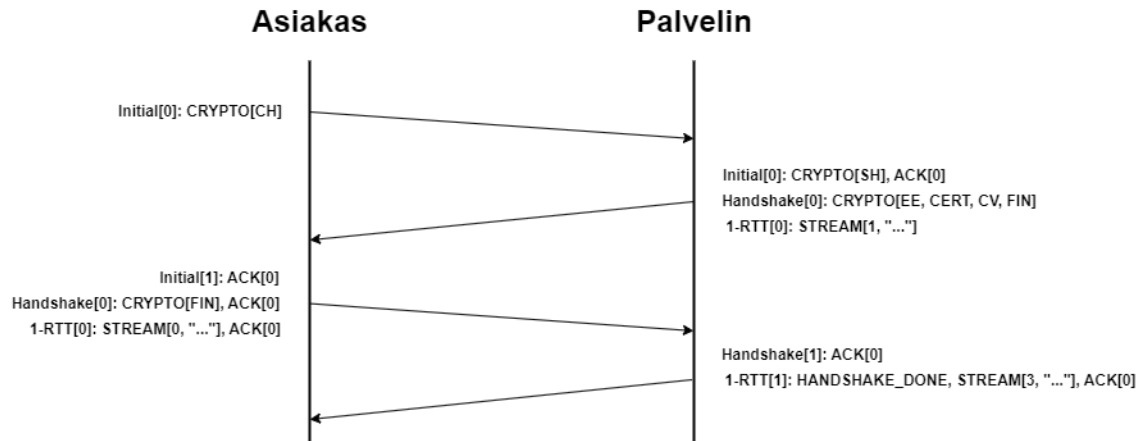 Asiakas
Palvelin
Initial[0]: CRYPTO[CH]
Initial[0]: CRYPTO[SH], ACK[0]
Handshake[0]: CRYPTO[EE, CERT, CV, FIN]
1-RTT[0]: STREAM[1, "..."]
Initial[1]: ACK[0]
Handshake[0]: CRYPTO[FIN], ACK[0]
1-RTT[0]: STREAM[0, "..."], ACK[0]
Handshake[1]: ACK[0]
1-RTT[1]: HANDSHAKE_DONE, STREAM[3, "..."], ACK[0]